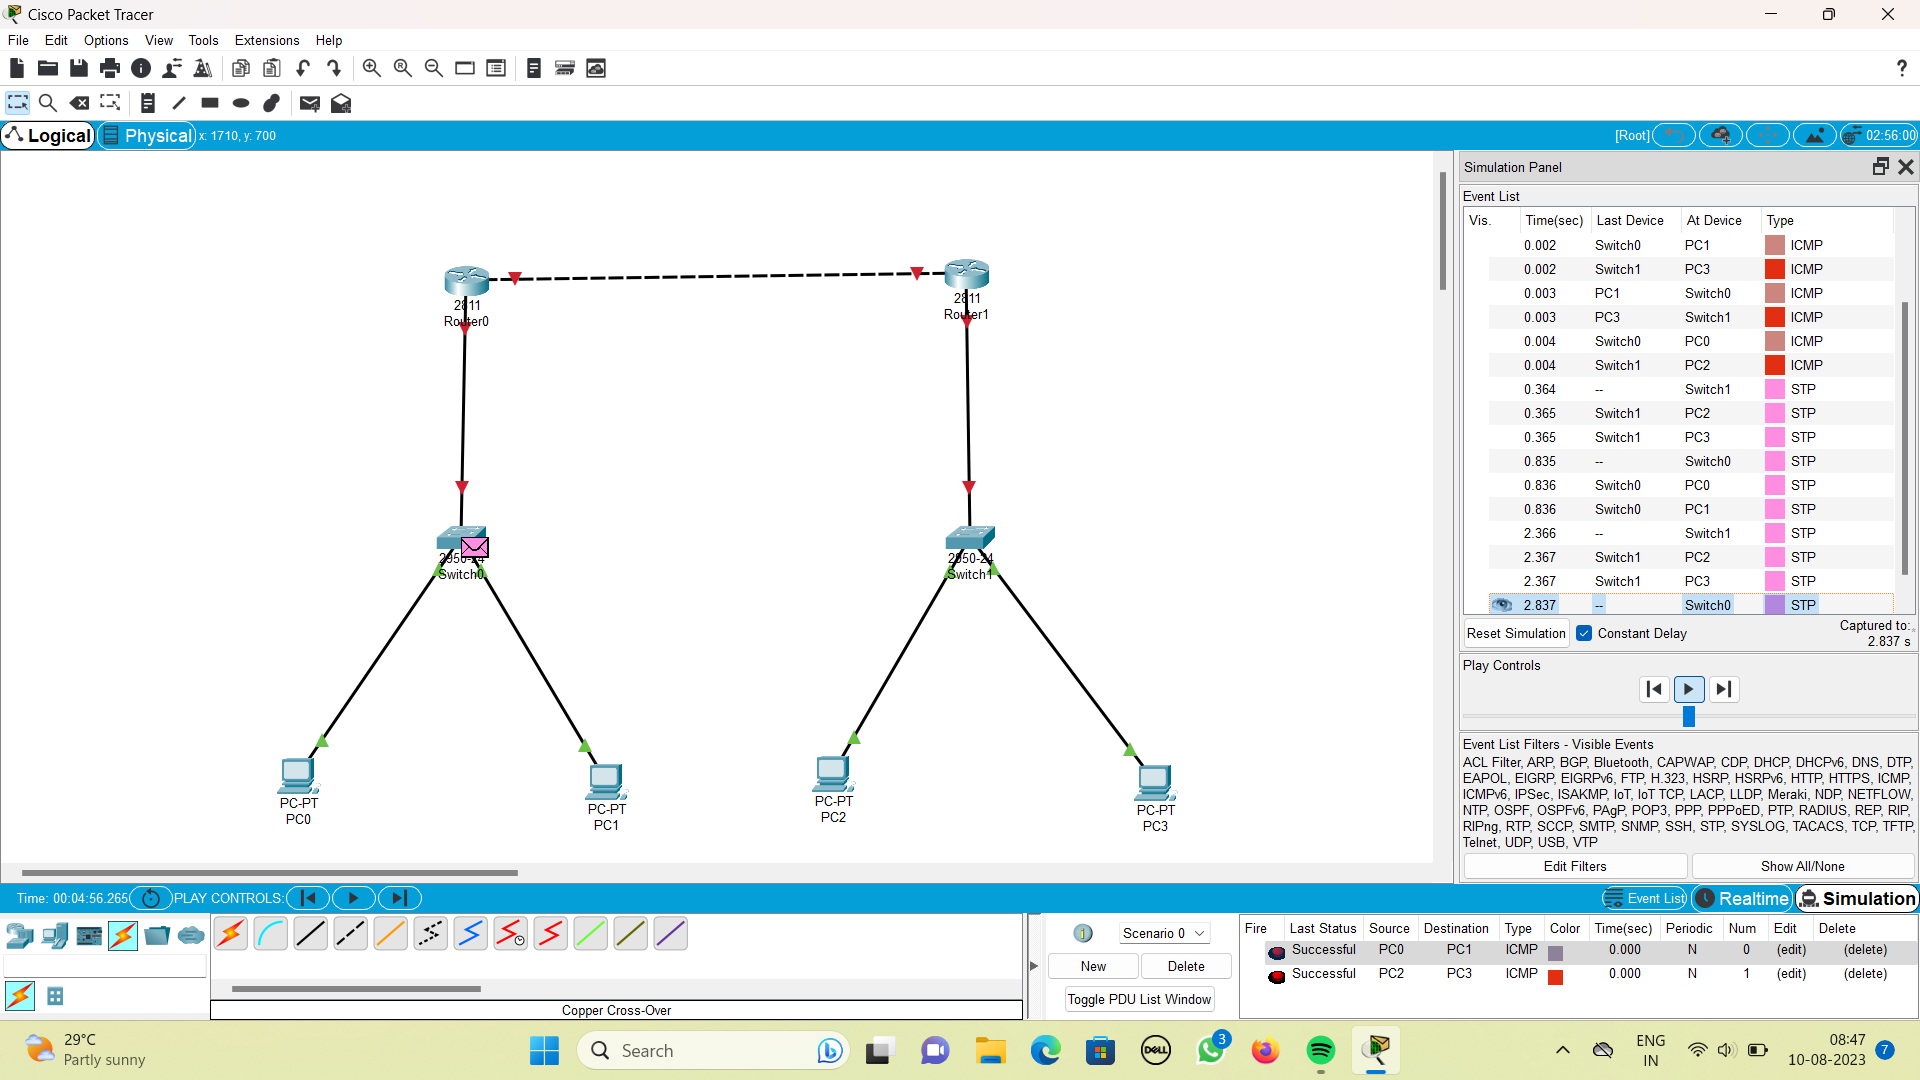 Cisco Packet Tracer
File Edit Options View Tools Extensions Help
?
Logical Physical x: 1710, y: 700 [Root] 02:56:00
Simulation Panel
Event List
Vis. Time(sec) Last Device At Device Type
0.002 Switch0 PC1 ICMP
0.002 Switch1 PC3 ICMP
0.003 PC1 Switch0 ICMP
0.003 PC3 Switch1 ICMP
0.004 Switch0 PC0 ICMP
0.004 Switch1 PC2 ICMP
0.364 -- Switch1 STP
0.365 Switch1 PC2 STP
0.365 Switch1 PC3 STP
0.835 -- Switch0 STP
0.836 Switch0 PC0 STP
0.836 Switch0 PC1 STP
2.366 -- Switch1 STP
2.367 Switch1 PC2 STP
2.367 Switch1 PC3 STP
2.837 -- Switch0 STP
Reset Simulation Constant Delay Captured to:
2.837 s
Play Controls
Event List Filters - Visible Events
ACL Filter, ARP, BGP, Bluetooth, CAPWAP, CDP, DHCP, DHCPv6, DNS, DTP,
EAPOL, EIGRP, EIGRPv6, FTP, H.323, HSRP, HSRPv6, HTTP, HTTPS, ICMP,
ICMPv6, IPSec, ISAKMP, IoT, IoT TCP, LACP, LLDP, Meraki, NDP, NETFLOW,
NTP, OSPF, OSPFv6, PAgP, POP3, PPP, PPPoED, PTP, RADIUS, REP, RIP,
RIPng, RTP, SCCP, SMTP, SNMP, SSH, STP, SYSLOG, TACACS, TCP, TFTP,
Telnet, UDP, USB, VTP
Edit Filters Show All/None
2811
Router0
2811
Router1
2950-24
Switch0
2950-24
Switch1
PC-PT
PC0
PC-PT
PC1
PC-PT
PC2
PC-PT
PC3
Time: 00:04:56.265 PLAY CONTROLS: Event List Realtime Simulation
Copper Cross-Over
Scenario 0
New Delete
Toggle PDU List Window
Fire Last Status Source Destination Type Color Time(sec) Periodic Num Edit Delete
Successful PC0 PC1 ICMP 0.000 N 0 (edit) (delete)
Successful PC2 PC3 ICMP 0.000 N 1 (edit) (delete)
29°C
Partly sunny
Search
DELL
3
ENG
IN
08:47
10-08-2023
7